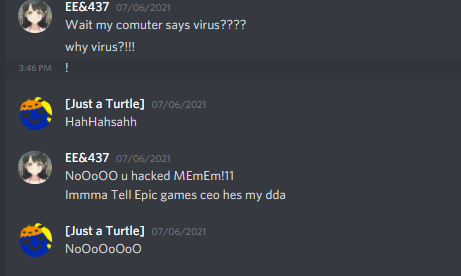 EE&437 07/06/2021
Wait my comuter says virus????
why virus?!!!
3:46 PM !
[Just a Turtle] 07/06/2021
HahHahsahh
EE&437 07/06/2021
NoOoOO u hacked MEmEm!11
Immma Tell Epic games ceo hes my dda
[Just a Turtle] 07/06/2021
NoOoOoOoO